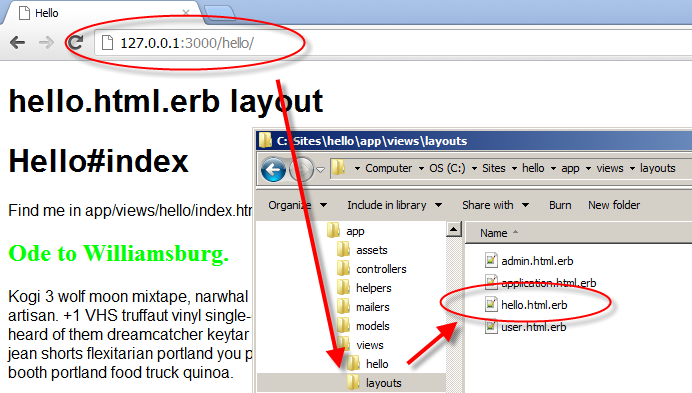 Hello
127.0.0.1:3000/hello/
hello.html.erb layout
Hello#index
Find me in app/views/hello/index.htm
Ode to Williamsburg.
Kogi 3 wolf moon mixtape, narwhal
artisan. +1 VHS truffaut vinyl single-
heard of them dreamcatcher keytar
jean shorts flexitarian portland you p
booth portland food truck quinoa.
C:\Sites\hello\app\views\layouts
Computer OS (C:) Sites hello app views layouts
Organize Include in library Share with Burn New folder
app
assets
controllers
helpers
mailers
models
views
hello
layouts
Name
admin.html.erb
application.html.erb
hello.html.erb
user.html.erb